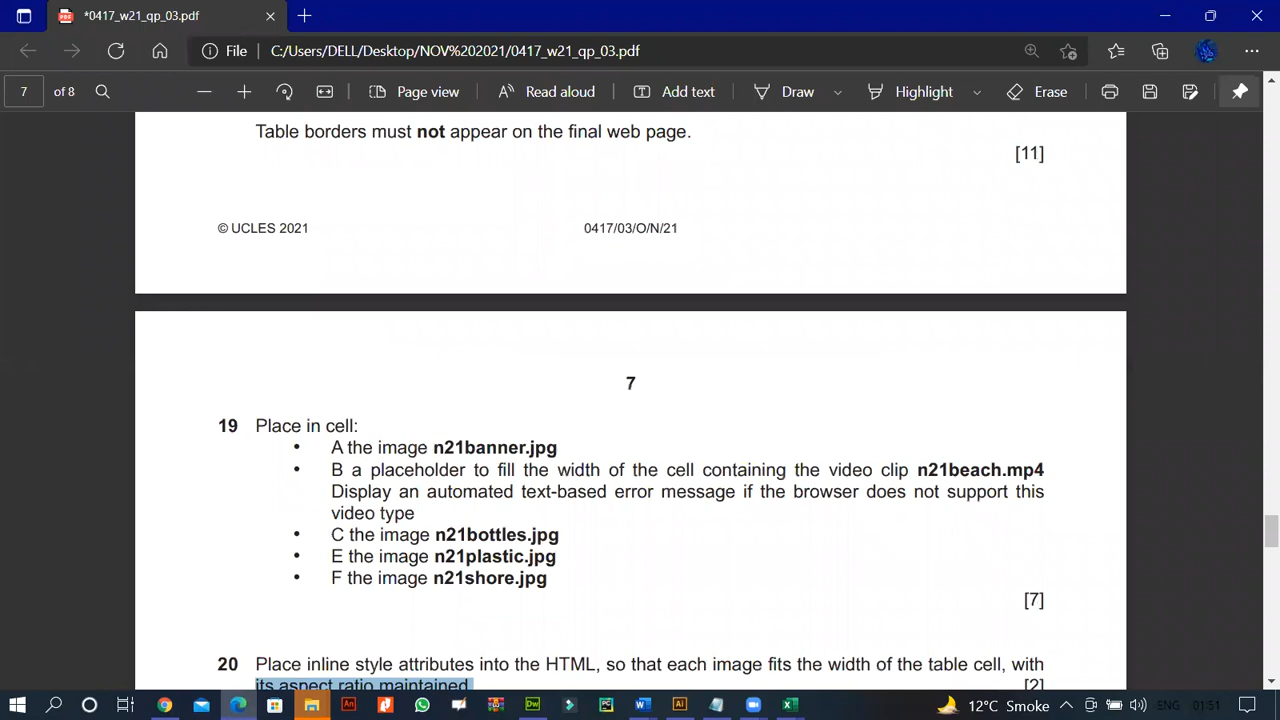 *0417_w21_qp_03.pdf
File C:/Users/DELL/Desktop/NOV%202021/0417_w21_qp_03.pdf
7 of 8 Page view Read aloud Add text Draw Highlight Erase
Table borders must not appear on the final web page.
[11]
© UCLES 2021 0417/03/O/N/21
7
19 Place in cell:
• A the image n21banner.jpg
• B a placeholder to fill the width of the cell containing the video clip n21beach.mp4
Display an automated text-based error message if the browser does not support this
video type
• C the image n21bottles.jpg
• E the image n21plastic.jpg
• F the image n21shore.jpg
[7]
20 Place inline style attributes into the HTML, so that each image fits the width of the table cell, with
its aspect ratio maintained. [2]
12°C Smoke ENG 01:51